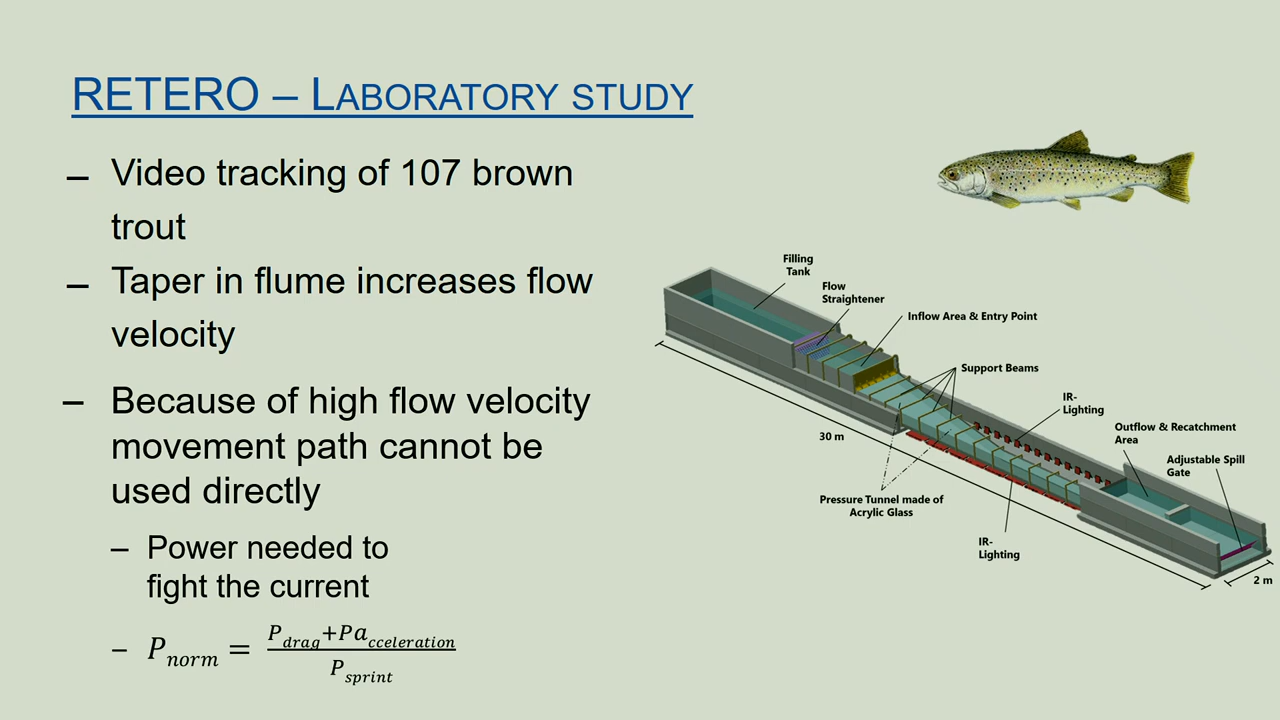 RETERO – LABORATORY STUDY
– Video tracking of 107 brown
trout
– Taper in flume increases flow
velocity
– Because of high flow velocity
movement path cannot be
used directly
– Power needed to
fight the current
– P_norm = (P_drag+Pa_cceleration)/P_sprint
Filling
Tank
Flow
Straightener
Inflow Area & Entry Point
Support Beams
IR-
Lighting
Outflow & Recatchment
Area
Adjustable Spill
Gate
30 m
Pressure Tunnel made of
Acrylic Glass
IR-
Lighting
2 m